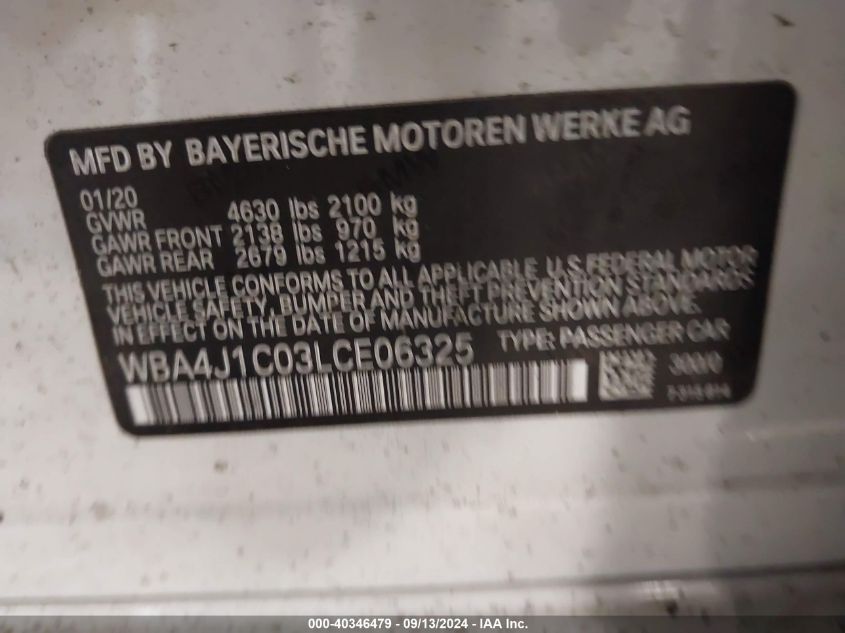 MFD BY BAYERISCHE MOTOREN WERKE AG
01/20
GVWR 4630 lbs 2100 kg
GAWR FRONT 2138 lbs 970 kg
GAWR REAR 2679 lbs 1215 kg
THIS VEHICLE CONFORMS TO ALL APPLICABLE U.S. FEDERAL MOTOR
VEHICLE SAFETY, BUMPER AND THEFT PREVENTION STANDARDS
IN EFFECT ON THE DATE OF MANUFACTURE SHOWN ABOVE.
WBA4J1C03LCE06325 TYPE: PASSENGER CAR
300/0
000-40346479 - 09/13/2024 - IAA Inc.